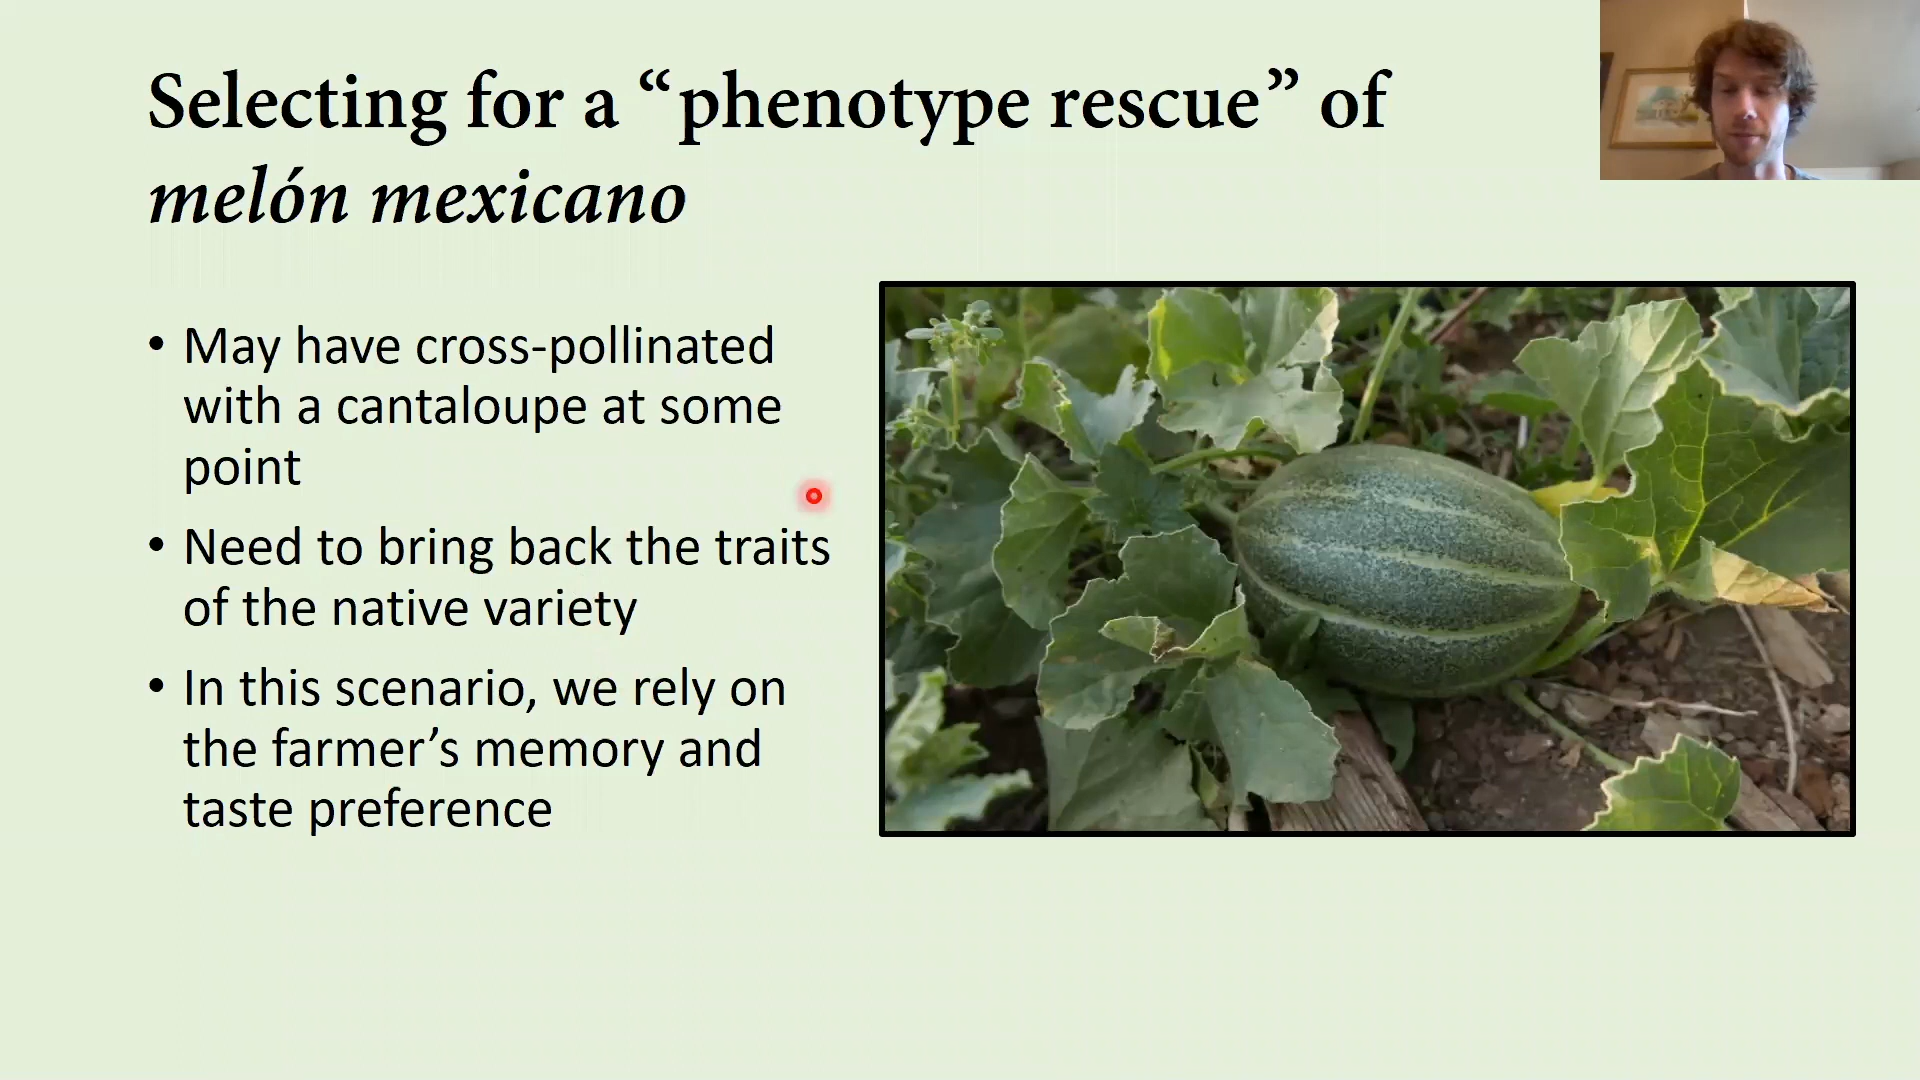 Selecting for a “phenotype rescue” of
melón mexicano
• May have cross-pollinated
with a cantaloupe at some
point
• Need to bring back the traits
of the native variety
• In this scenario, we rely on
the farmer’s memory and
taste preference